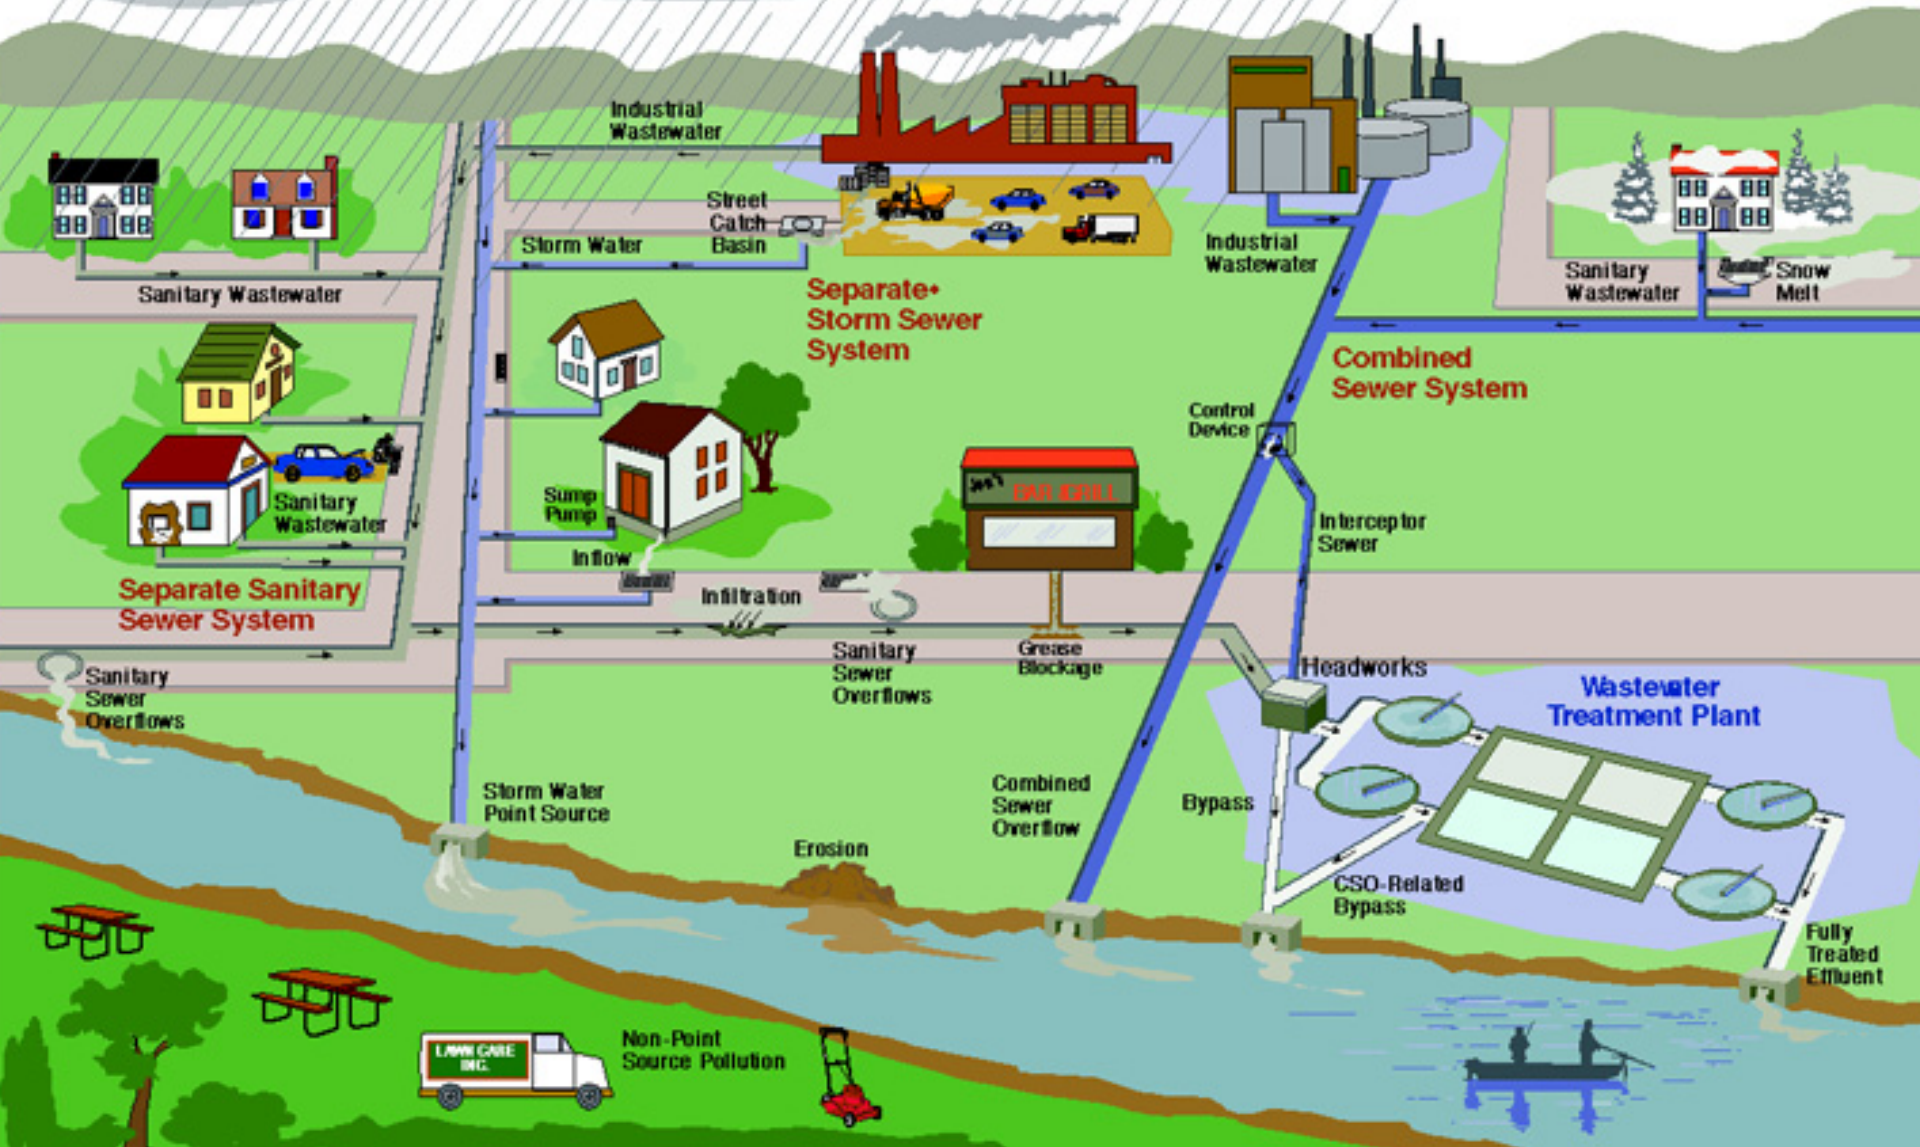 Industrial
Wastewater
Street
Catch
Basin
Storm Water
Sanitary Wastewater
Separate•
Storm Sewer
System
Industrial
Wastewater
Sanitary
Wastewater
Snow
Melt
Combined
Sewer System
Control
Device
Interceptor
Sewer
Sanitary
Wastewater
Separate Sanitary
Sewer System
Sump
Pump
Inflow
Infiltration
BAR & GRILL
Sanitary
Sewer
Overflows
Grease
Blockage
Sanitary
Sewer
Overflows
Headworks
Wastewater
Treatment Plant
Storm Water
Point Source
Combined
Sewer
Overflow
Bypass
Erosion
CSO-Related
Bypass
Fully
Treated
Effluent
LAWN CARE
INC.
Non-Point
Source Pollution